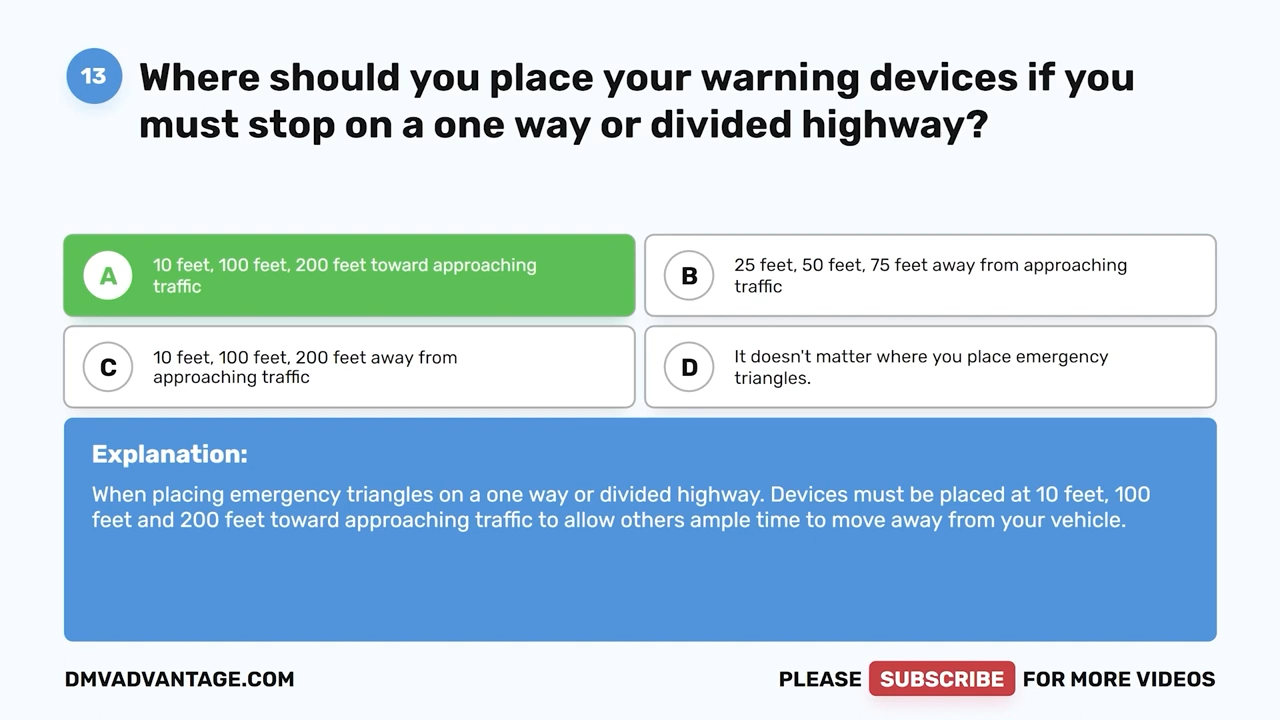 13
Where should you place your warning devices if you
must stop on a one way or divided highway?
A
10 feet, 100 feet, 200 feet toward approaching
traffic
B
25 feet, 50 feet, 75 feet away from approaching
traffic
C
10 feet, 100 feet, 200 feet away from
approaching traffic
D
It doesn't matter where you place emergency
triangles.
Explanation:
When placing emergency triangles on a one way or divided highway. Devices must be placed at 10 feet, 100
feet and 200 feet toward approaching traffic to allow others ample time to move away from your vehicle.
DMVADVANTAGE.COM
PLEASE SUBSCRIBE FOR MORE VIDEOS